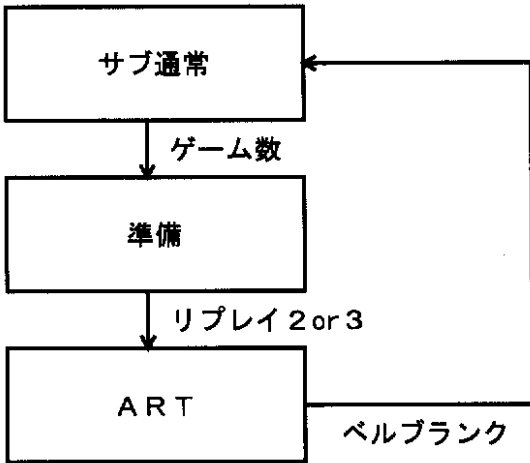 サブ通常
ゲーム数
準備
リプレイ2or3
ART
ベルブランク